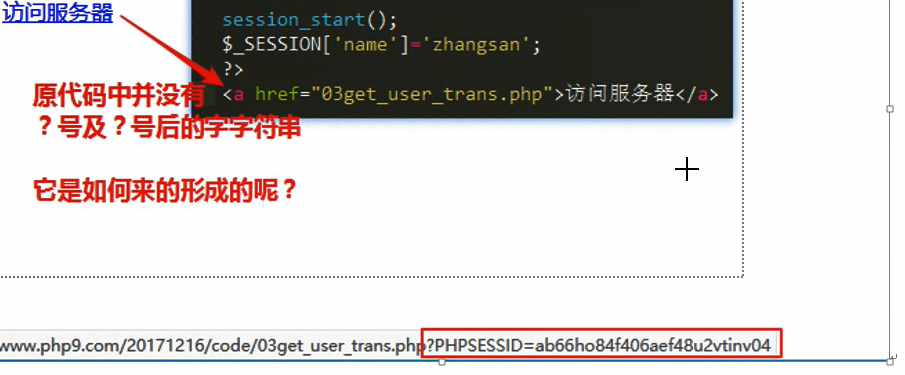 访问服务器
session_start();
$_SESSION['name']='zhangsan';
?>
<a href="03get_user_trans.php">访问服务器</a>
原代码中并没有
？号及？号后的字字符串
它是如何来的形成的呢？
www.php9.com/20171216/code/03get_user_trans.php?PHPSESSID=ab66ho84f406aef48u2vtinv04